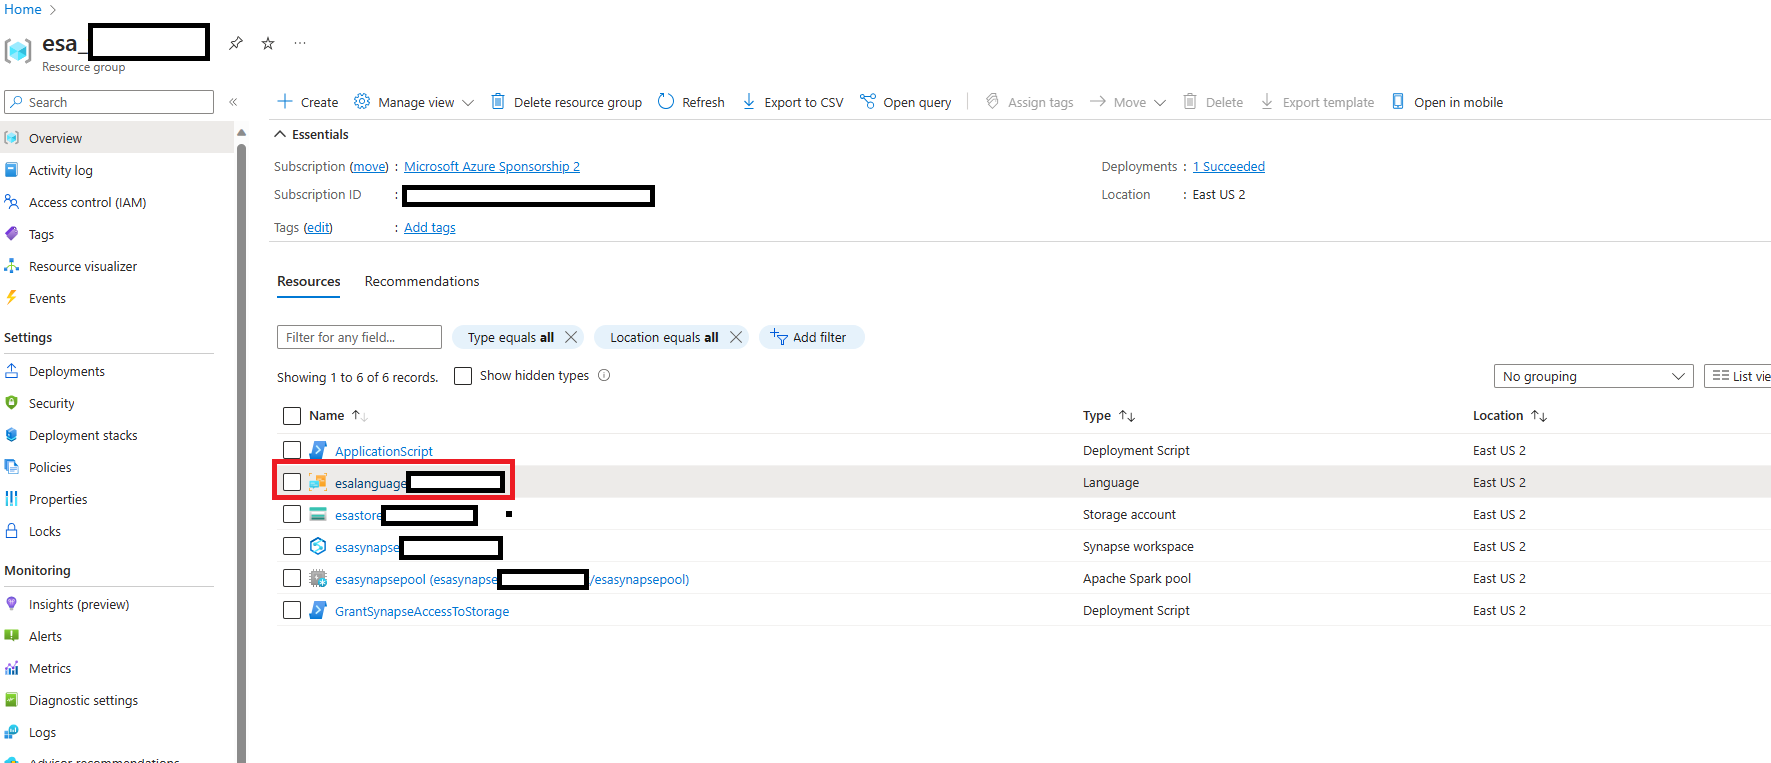 Home
esa_
Resource group
Search
Overview
Activity log
Access control (IAM)
Tags
Resource visualizer
Events
Settings
Deployments
Security
Deployment stacks
Policies
Properties
Locks
Monitoring
Insights (preview)
Alerts
Metrics
Diagnostic settings
Logs
Advisor recommendations
Create Manage view Delete resource group Refresh Export to CSV Open query Assign tags Move Delete Export template Open in mobile
Essentials
Subscription (move) : Microsoft Azure Sponsorship 2
Deployments : 1 Succeeded
Subscription ID :
Location : East US 2
Tags (edit) : Add tags
Resources Recommendations
Filter for any field... Type equals all Location equals all Add filter
Showing 1 to 6 of 6 records. Show hidden types No grouping List vie
Name Type Location
ApplicationScript Deployment Script East US 2
esalanguage Language East US 2
esastore Storage account East US 2
esasynapse Synapse workspace East US 2
esasynapsepool (esasynapse /esasynapsepool) Apache Spark pool East US 2
GrantSynapseAccessToStorage Deployment Script East US 2